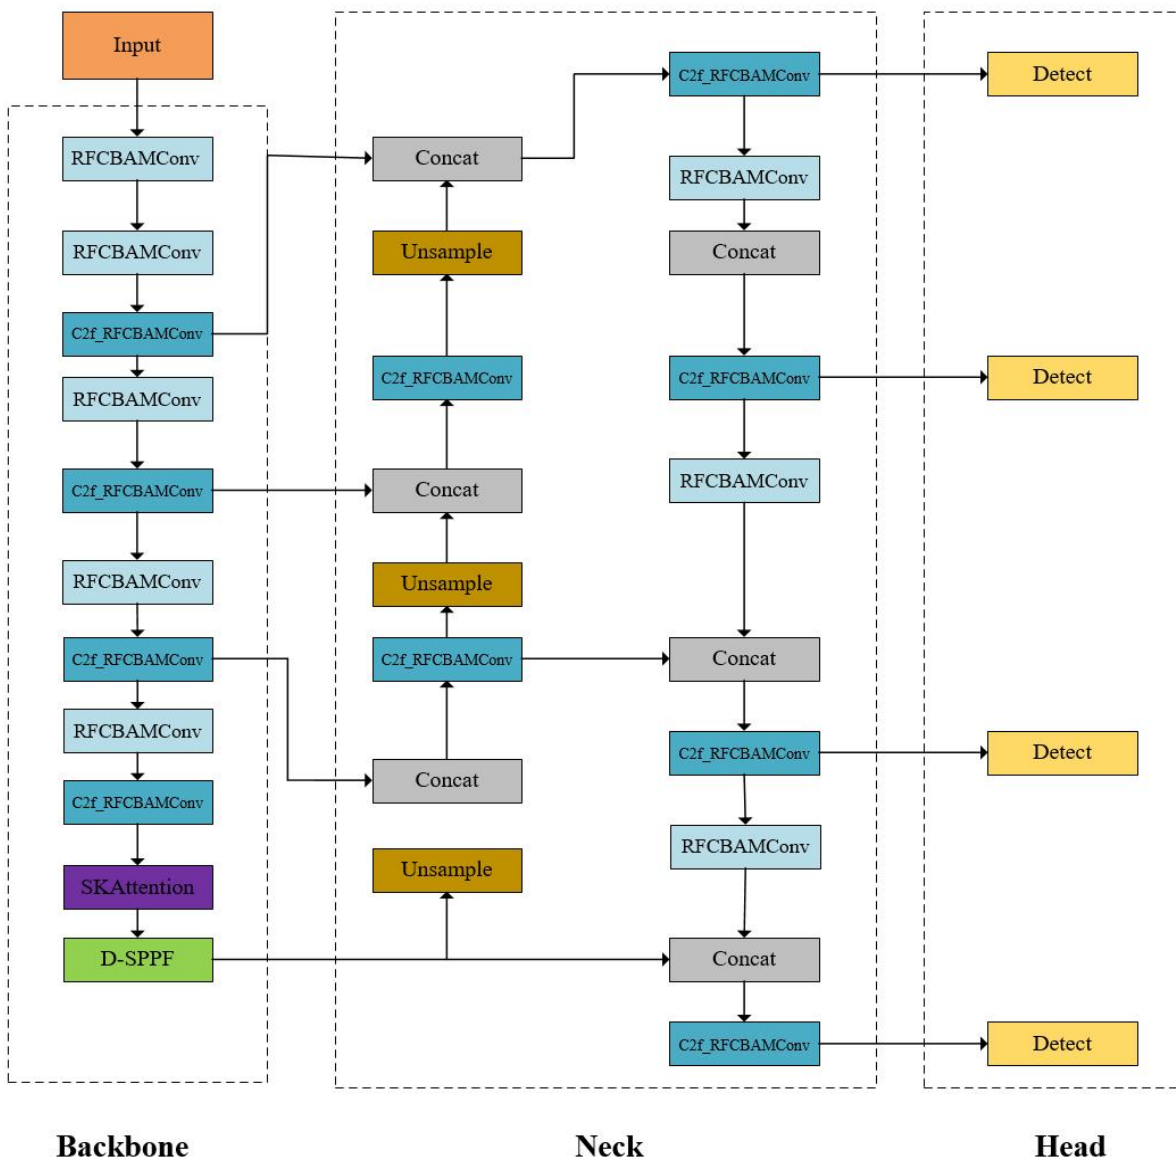 Input
RFCBAMConv
RFCBAMConv
C2f_RFCBAMConv
RFCBAMConv
C2f_RFCBAMConv
RFCBAMConv
C2f_RFCBAMConv
RFCBAMConv
C2f_RFCBAMConv
SKAttention
D-SPPF
Concat
Unsample
C2f_RFCBAMConv
Concat
Unsample
C2f_RFCBAMConv
Concat
Unsample
C2f_RFCBAMConv
RFCBAMConv
Concat
C2f_RFCBAMConv
RFCBAMConv
Concat
C2f_RFCBAMConv
RFCBAMConv
Concat
C2f_RFCBAMConv
Detect
Detect
Detect
Detect
Backbone
Neck
Head